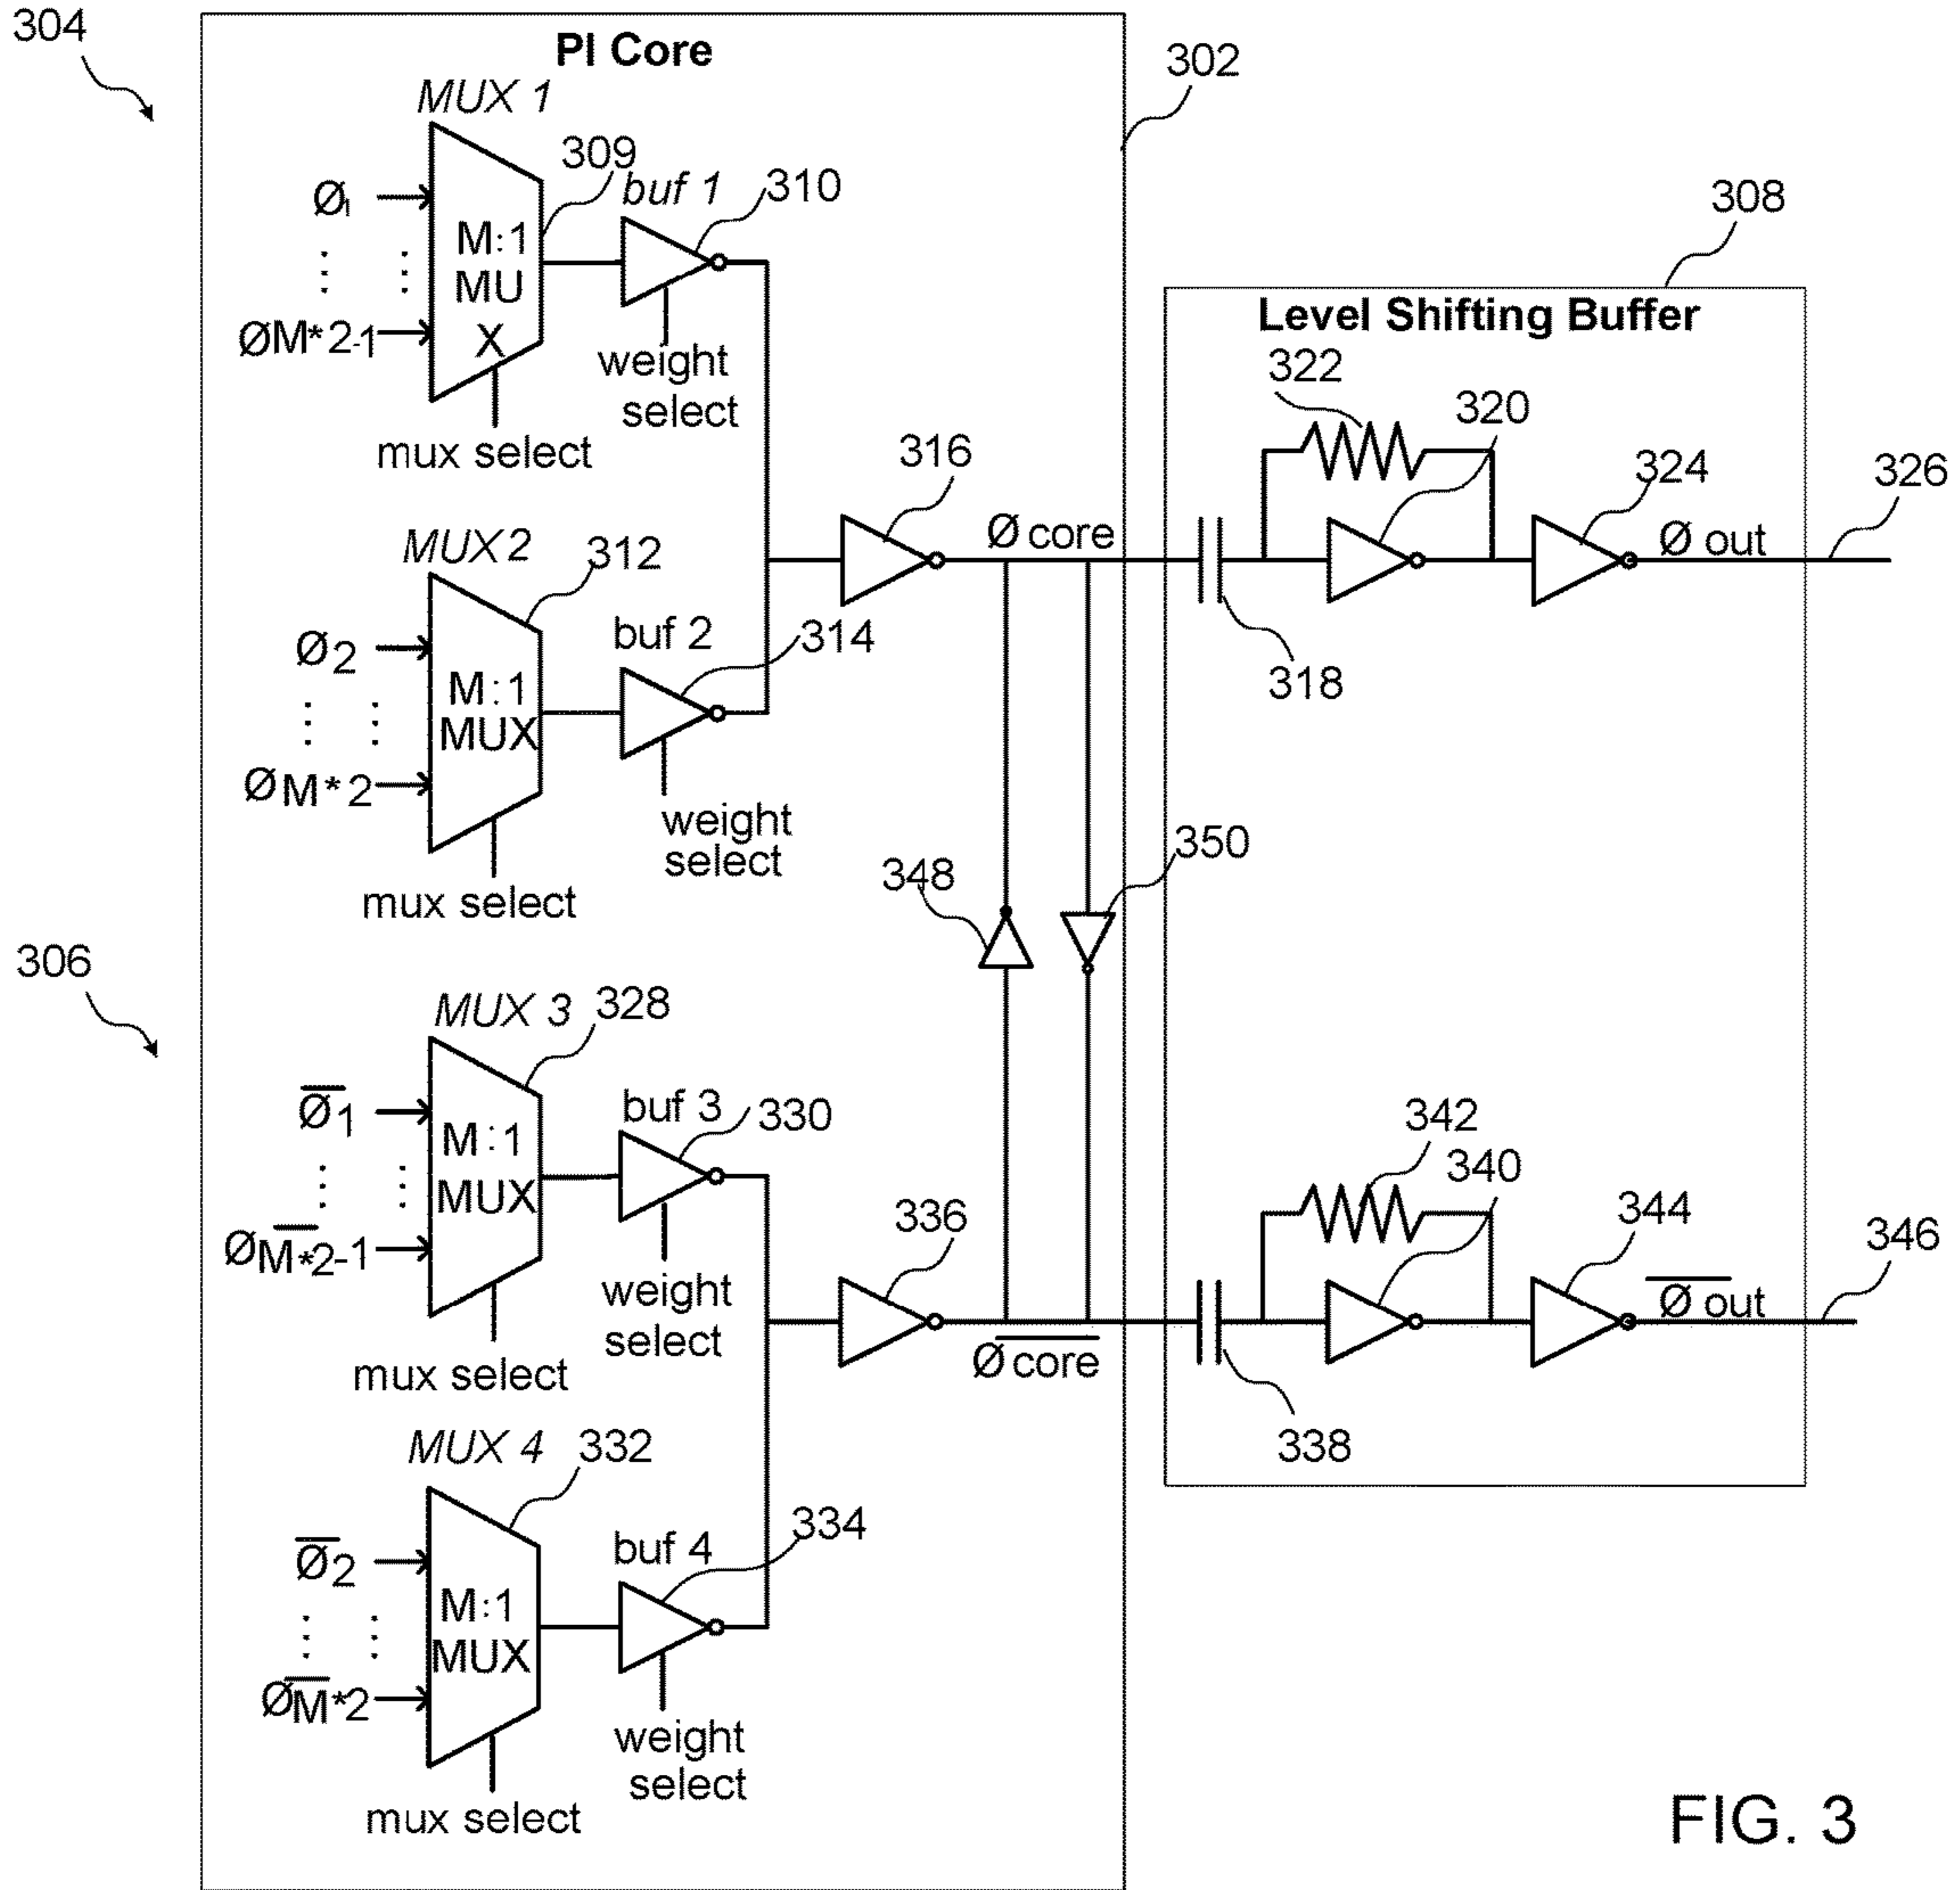 304
PI Core
302
MUX 1
309
buf 1
310
Ø1
M:1
MU
X
ØM*2-1
weight
select
mux select
308
Level Shifting Buffer
322
320
316
324
326
Ø core
Ø out
318
MUX 2
312
buf 2
314
Ø2
M:1
MUX
ØM*2
weight
select
mux select
348
350
306
MUX 3
328
buf 3
330
Ø̅1
M:1
MUX
ØM̅*̅2-1
weight
select
mux select
336
Ø c̅o̅r̅e̅
342
340
344
346
Ø̅ o̅u̅t̅
338
MUX 4
332
buf 4
334
Ø̅2
M:1
MUX
ØM̅*2
weight
select
mux select
FIG. 3